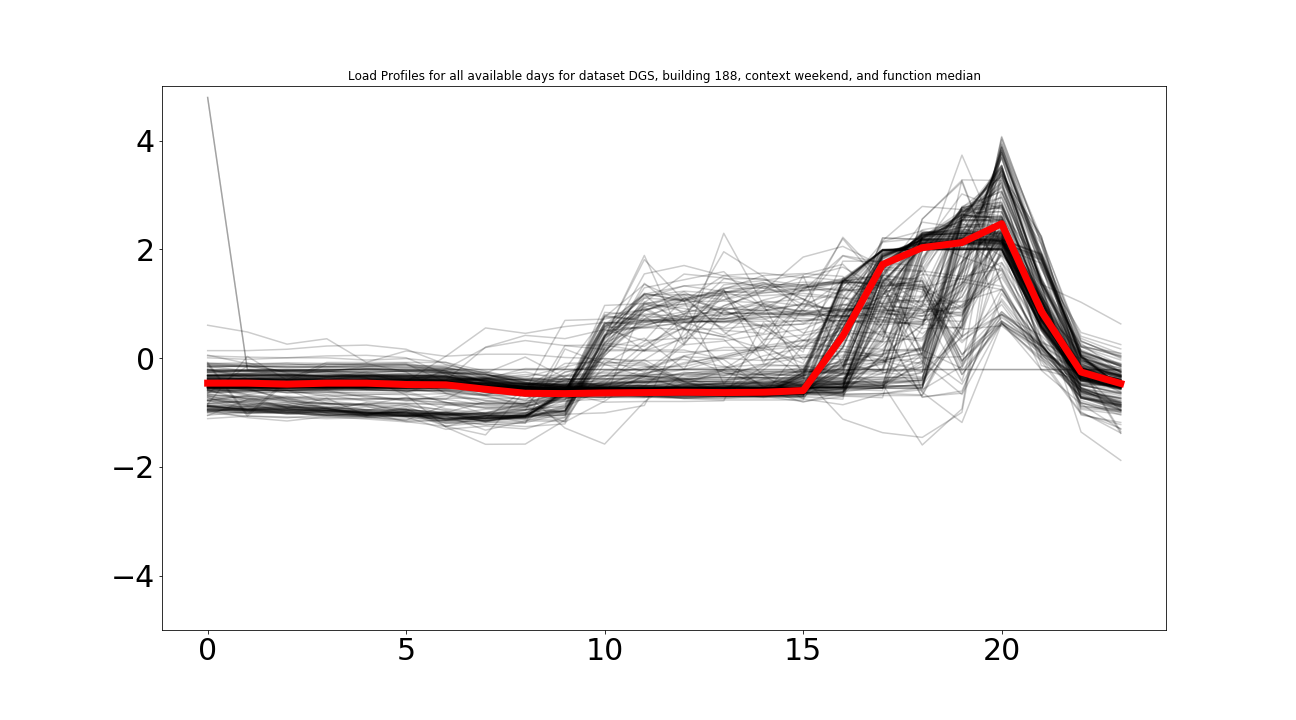 Load Profiles for all available days for dataset DGS, building 188, context weekend, and function median
4
2
0
−2
−4
0 5 10 15 20